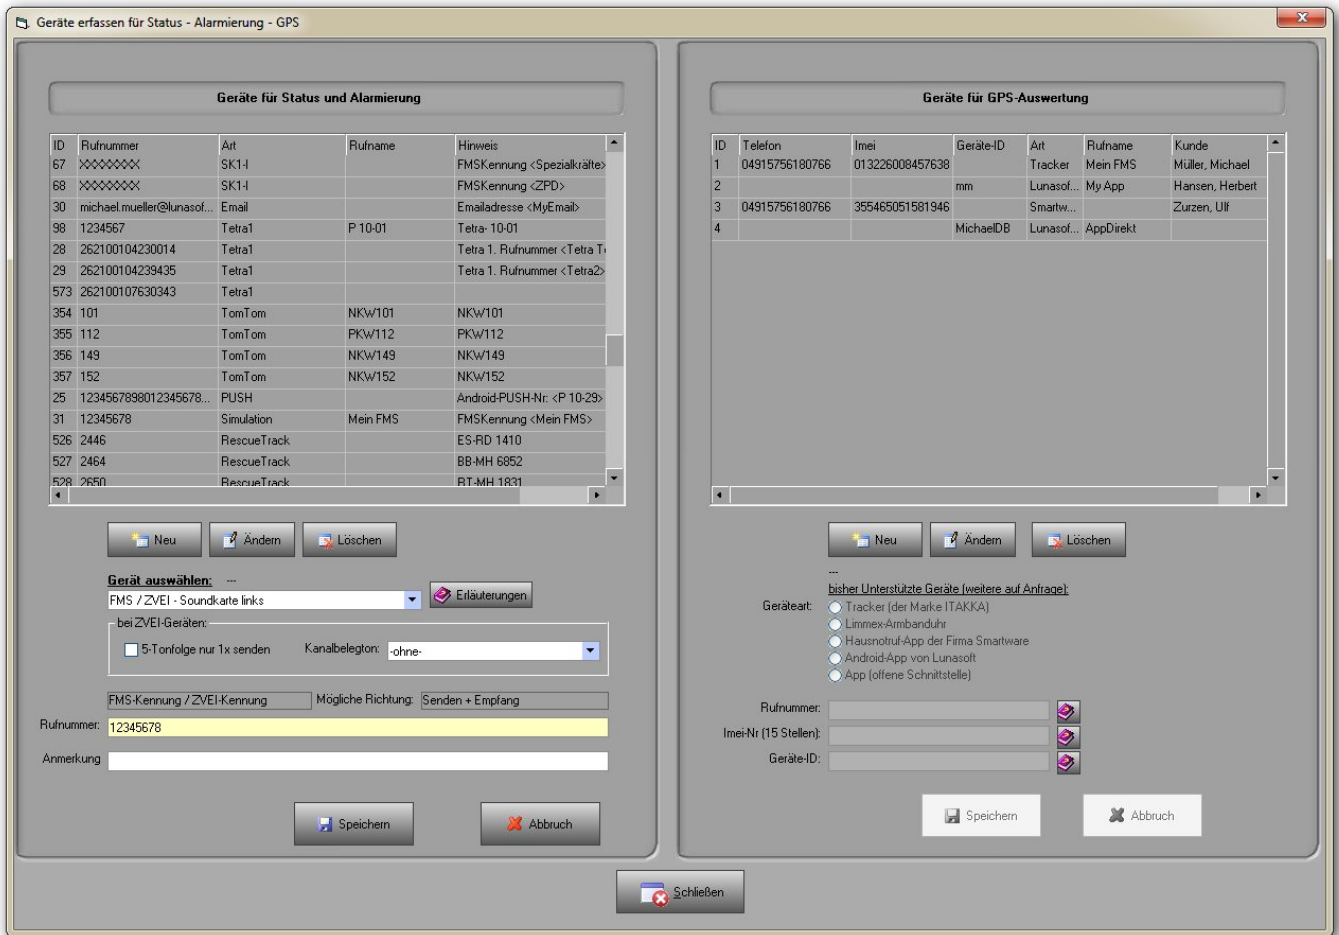 Geräte erfassen für Status - Alarmierung - GPS
Geräte für Status und Alarmierung
ID Rufnummer Art Rufname Hinweis
67 XXXXXXXX SK1-I FMSKennung <Spezialkräfte>
68 XXXXXXXX SK1-I FMSKennung <ZPD>
30 michael.mueller@lunasof... Email Emailadresse <MyEmail>
98 1234567 Tetra1 P 10-01 Tetra- 10-01
28 262100104230014 Tetra1 Tetra 1. Rufnummer <Tetra
29 262100104239435 Tetra1 Tetra 1. Rufnummer <Tetra2>
573 262100107630343 Tetra1
354 101 TomTom NKW101 NKW101
355 112 TomTom PKW112 PKW112
356 149 TomTom NKW149 NKW149
357 152 TomTom NKW152 NKW152
25 1234567898012345678... PUSH Android-PUSH-Nr: <P 10-29>
31 12345678 Simulation Mein FMS FMSKennung <Mein FMS>
526 2446 RescueTrack ES-RD 1410
527 2464 RescueTrack BB-MH 6852
528 2650 RescueTrack RT-MH 1831
Neu Ändern Löschen
Gerät auswählen: ---
FMS / ZVEI - Soundkarte links Erläuterungen
bei ZVEI-Geräten:
5-Tonfolge nur 1x senden Kanalbelegton: -ohne-
FMS-Kennung / ZVEI-Kennung Mögliche Richtung: Senden + Empfang
Rufnummer: 12345678
Anmerkung
Speichern Abbruch
Geräte für GPS-Auswertung
ID Telefon Imei Geräte-ID Art Rufname Kunde
1 04915756180766 013226008457638 Tracker Mein FMS Müller, Michael
2 mm Lunasof... My App Hansen, Herbert
3 04915756180766 355465051581946 Smartw... Zurzen, Ulf
4 MichaelDB Lunasof... AppDirekt
Neu Ändern Löschen
---
bisher Unterstützte Geräte (weitere auf Anfrage):
Geräteart: Tracker (der Marke ITAKKA)
Limmex-Armbanduhr
Hausnotruf-App der Firma Smartware
Android-App von Lunasoft
App (offene Schnittstelle)
Rufnummer:
Imei-Nr (15 Stellen):
Geräte-ID:
Speichern Abbruch
Schließen